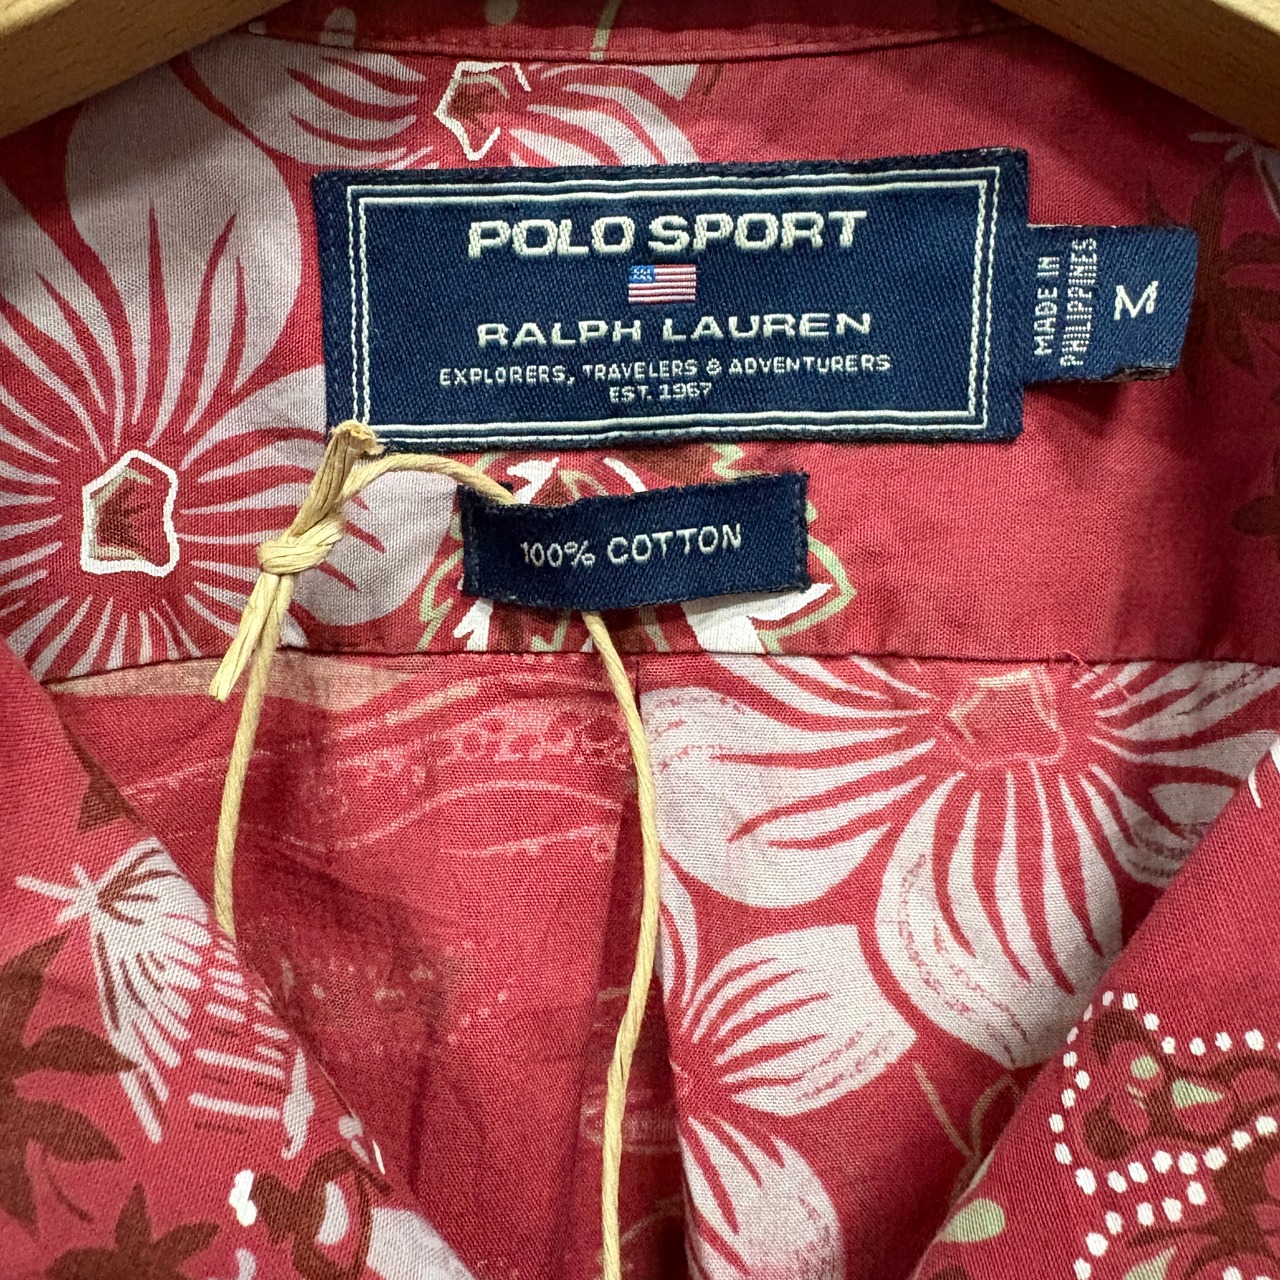 POLO SPORT
RALPH LAUREN
EXPLORERS, TRAVELERS & ADVENTURERS
EST. 1967
MADE IN
PHILIPPINES
M
100% COTTON